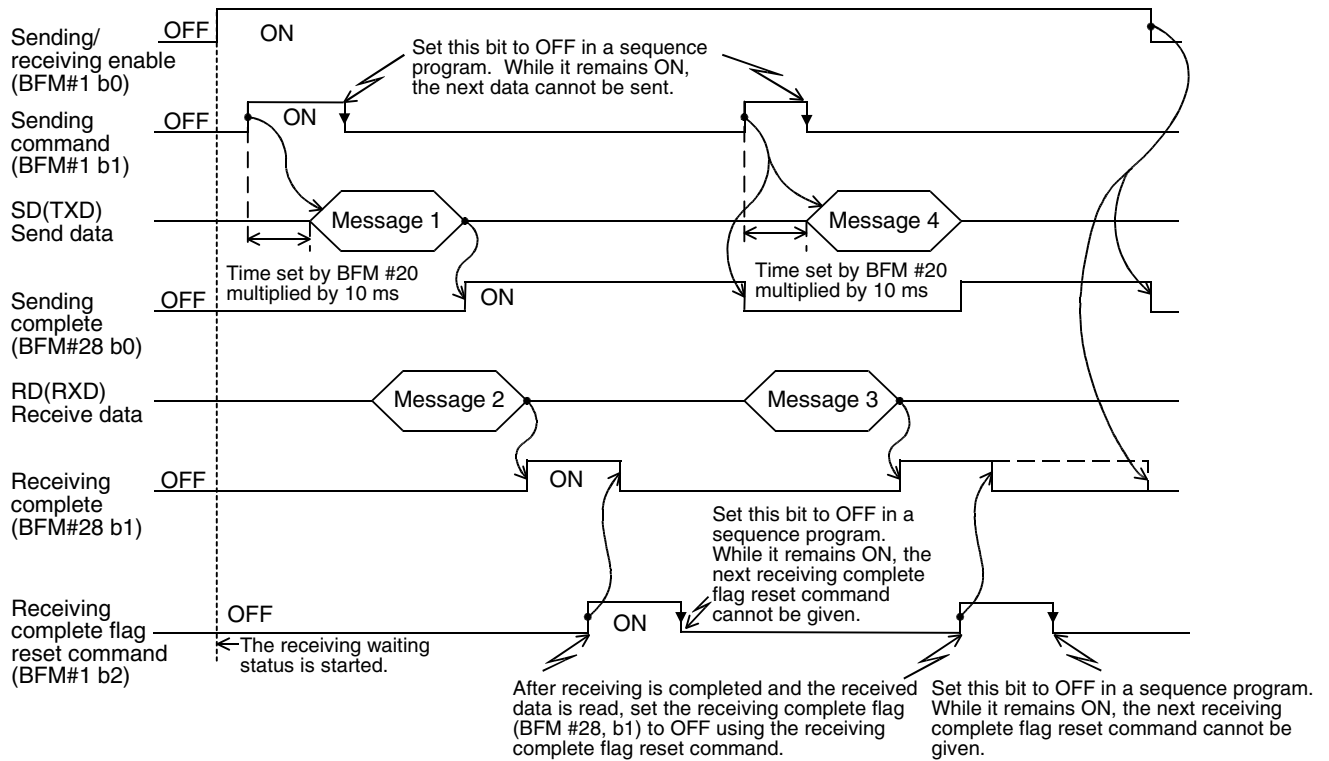 Sending/
receiving enable
(BFM#1 b0)
OFF
ON
Set this bit to OFF in a sequence
program. While it remains ON,
the next data cannot be sent.
Sending
command
(BFM#1 b1)
OFF
ON
SD(TXD)
Send data
Message 1
Message 4
Time set by BFM #20
multiplied by 10 ms
Time set by BFM #20
multiplied by 10 ms
Sending
complete
(BFM#28 b0)
OFF
ON
RD(RXD)
Receive data
Message 2
Message 3
Receiving
complete
(BFM#28 b1)
OFF
ON
Set this bit to OFF in a
sequence program.
While it remains ON, the
next receiving complete
flag reset command
cannot be given.
Receiving
complete flag
reset command
(BFM#1 b2)
OFF
ON
The receiving waiting
status is started.
After receiving is completed and the received
data is read, set the receiving complete flag
(BFM #28, b1) to OFF using the receiving
complete flag reset command.
Set this bit to OFF in a sequence program.
While it remains ON, the next receiving
complete flag reset command cannot be
given.